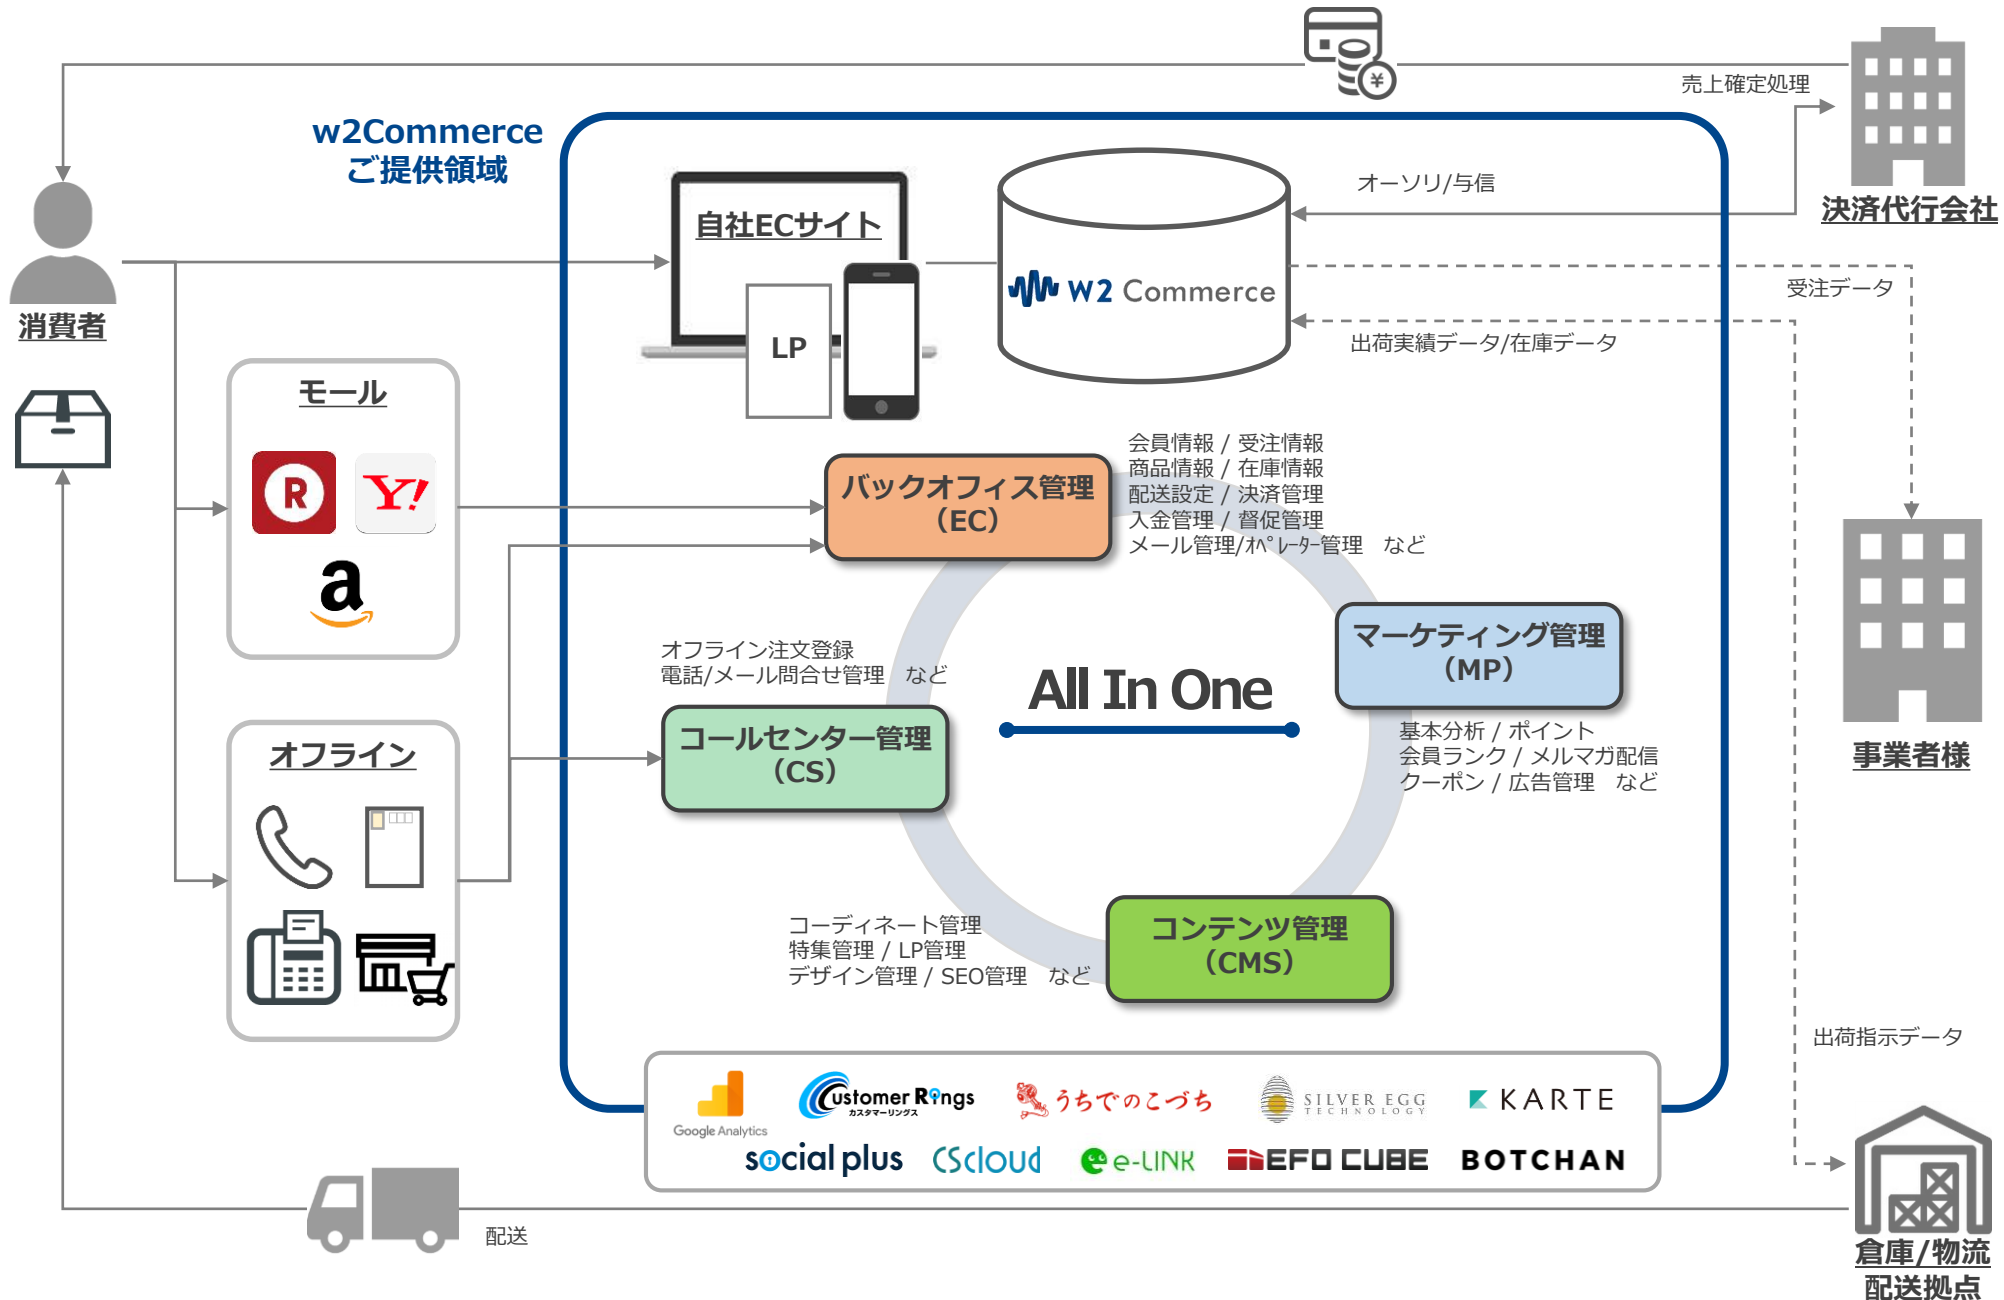 売上確定処理
w2Commerce
ご提供領域
オーソリ/与信
決済代行会社
自社ECサイト
LP
W2 Commerce
受注データ
出荷実績データ/在庫データ
消費者
モール
R
Y!
a
バックオフィス管理
（EC）
会員情報 / 受注情報
商品情報 / 在庫情報
配送設定 / 決済管理
入金管理 / 督促管理
メール管理/ｵﾍﾟﾚｰﾀｰ管理　など
マーケティング管理
（MP）
基本分析 / ポイント
会員ランク / メルマガ配信
クーポン / 広告管理　など
事業者様
All In One
オフライン注文登録
電話/メール問合せ管理　など
コールセンター管理
（CS）
オフライン
コーディネート管理
特集管理 / LP管理
デザイン管理 / SEO管理　など
コンテンツ管理
（CMS）
出荷指示データ
Google Analytics
Customer Rings
カスタマーリングス
うちでのこづち
SILVER EGG
TECHNOLOGY
KARTE
social plus
CScloud
e-LINK
EFO CUBE
BOTCHAN
配送
倉庫/物流
配送拠点
¥